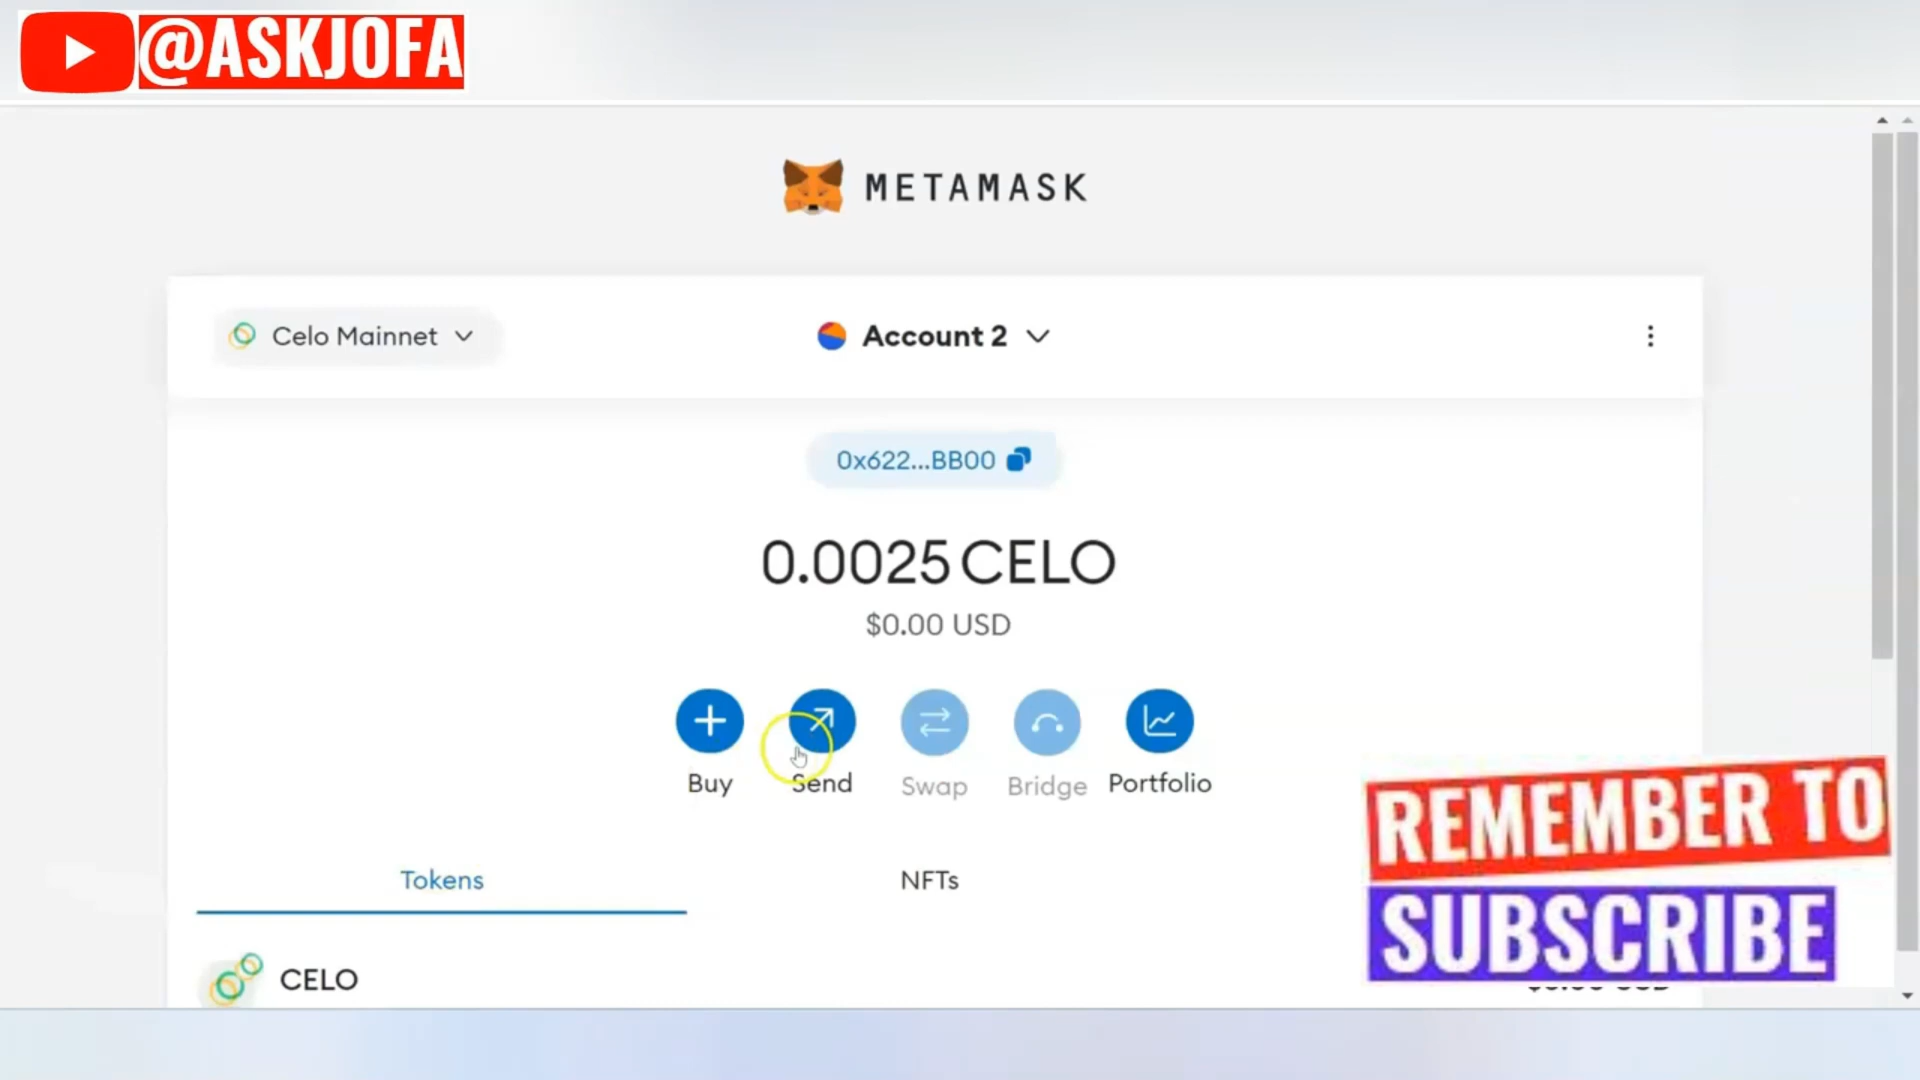 @ASKJOFA
METAMASK
Celo Mainnet
Account 2
0x622...BB00
0.0025 CELO
$0.00 USD
Buy
Send
Swap
Bridge
Portfolio
Tokens
NFTs
CELO
REMEMBER TO
SUBSCRIBE